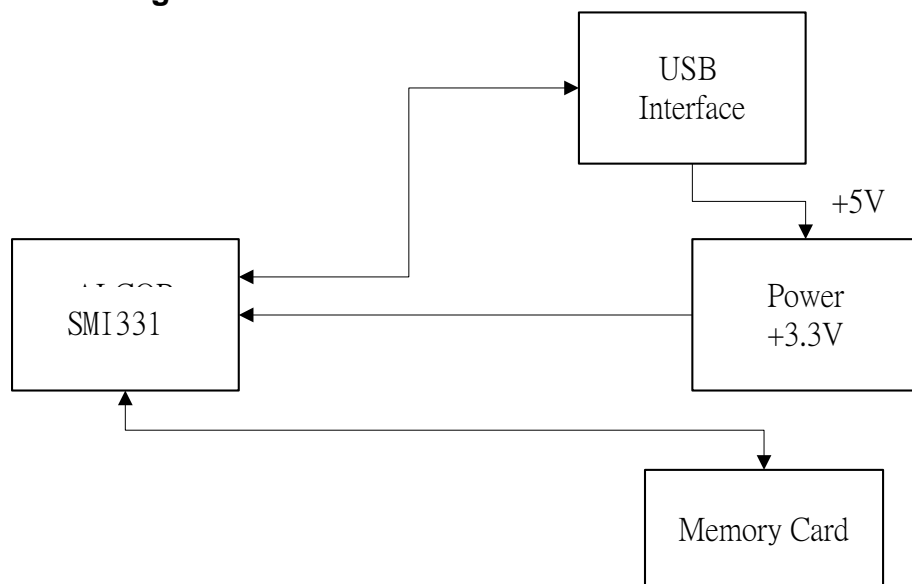 USB
Interface
+5V
SMI331
Power
+3.3V
Memory Card